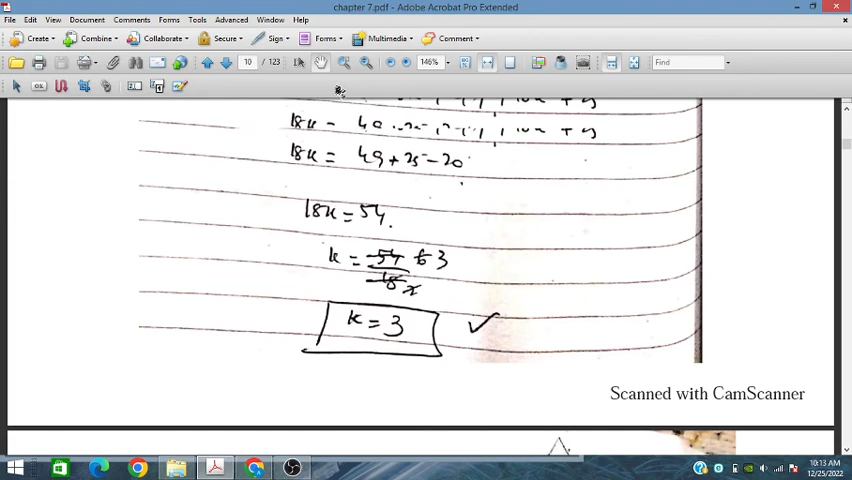 chapter 7.pdf - Adobe Acrobat Pro Extended
File Edit View Document Comments Forms Tools Advanced Window Help
Create Combine Collaborate Secure Sign Forms Multimedia Comment
10 / 123 146% Find
18k = 49+25-20
18k = 54.
k = 54 6 3
18 2
k = 3 ✓
Scanned with CamScanner
10:13 AM
12/25/2022